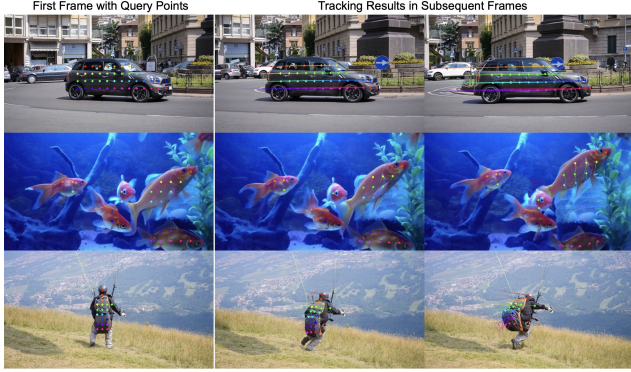 First Frame with Query Points
Tracking Results in Subsequent Frames